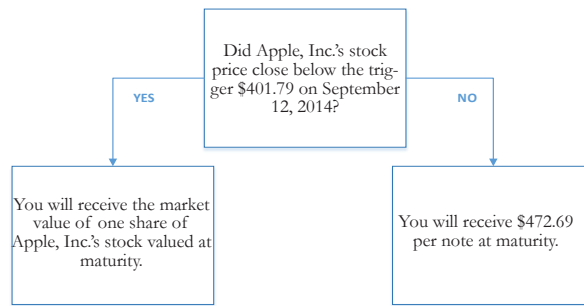 Did Apple, Inc.'s stock
price close below the trig-
ger $401.79 on September
12, 2014?
YES
NO
You will receive the market
value of one share of
Apple, Inc.'s stock valued at
maturity.
You will receive $472.69
per note at maturity.